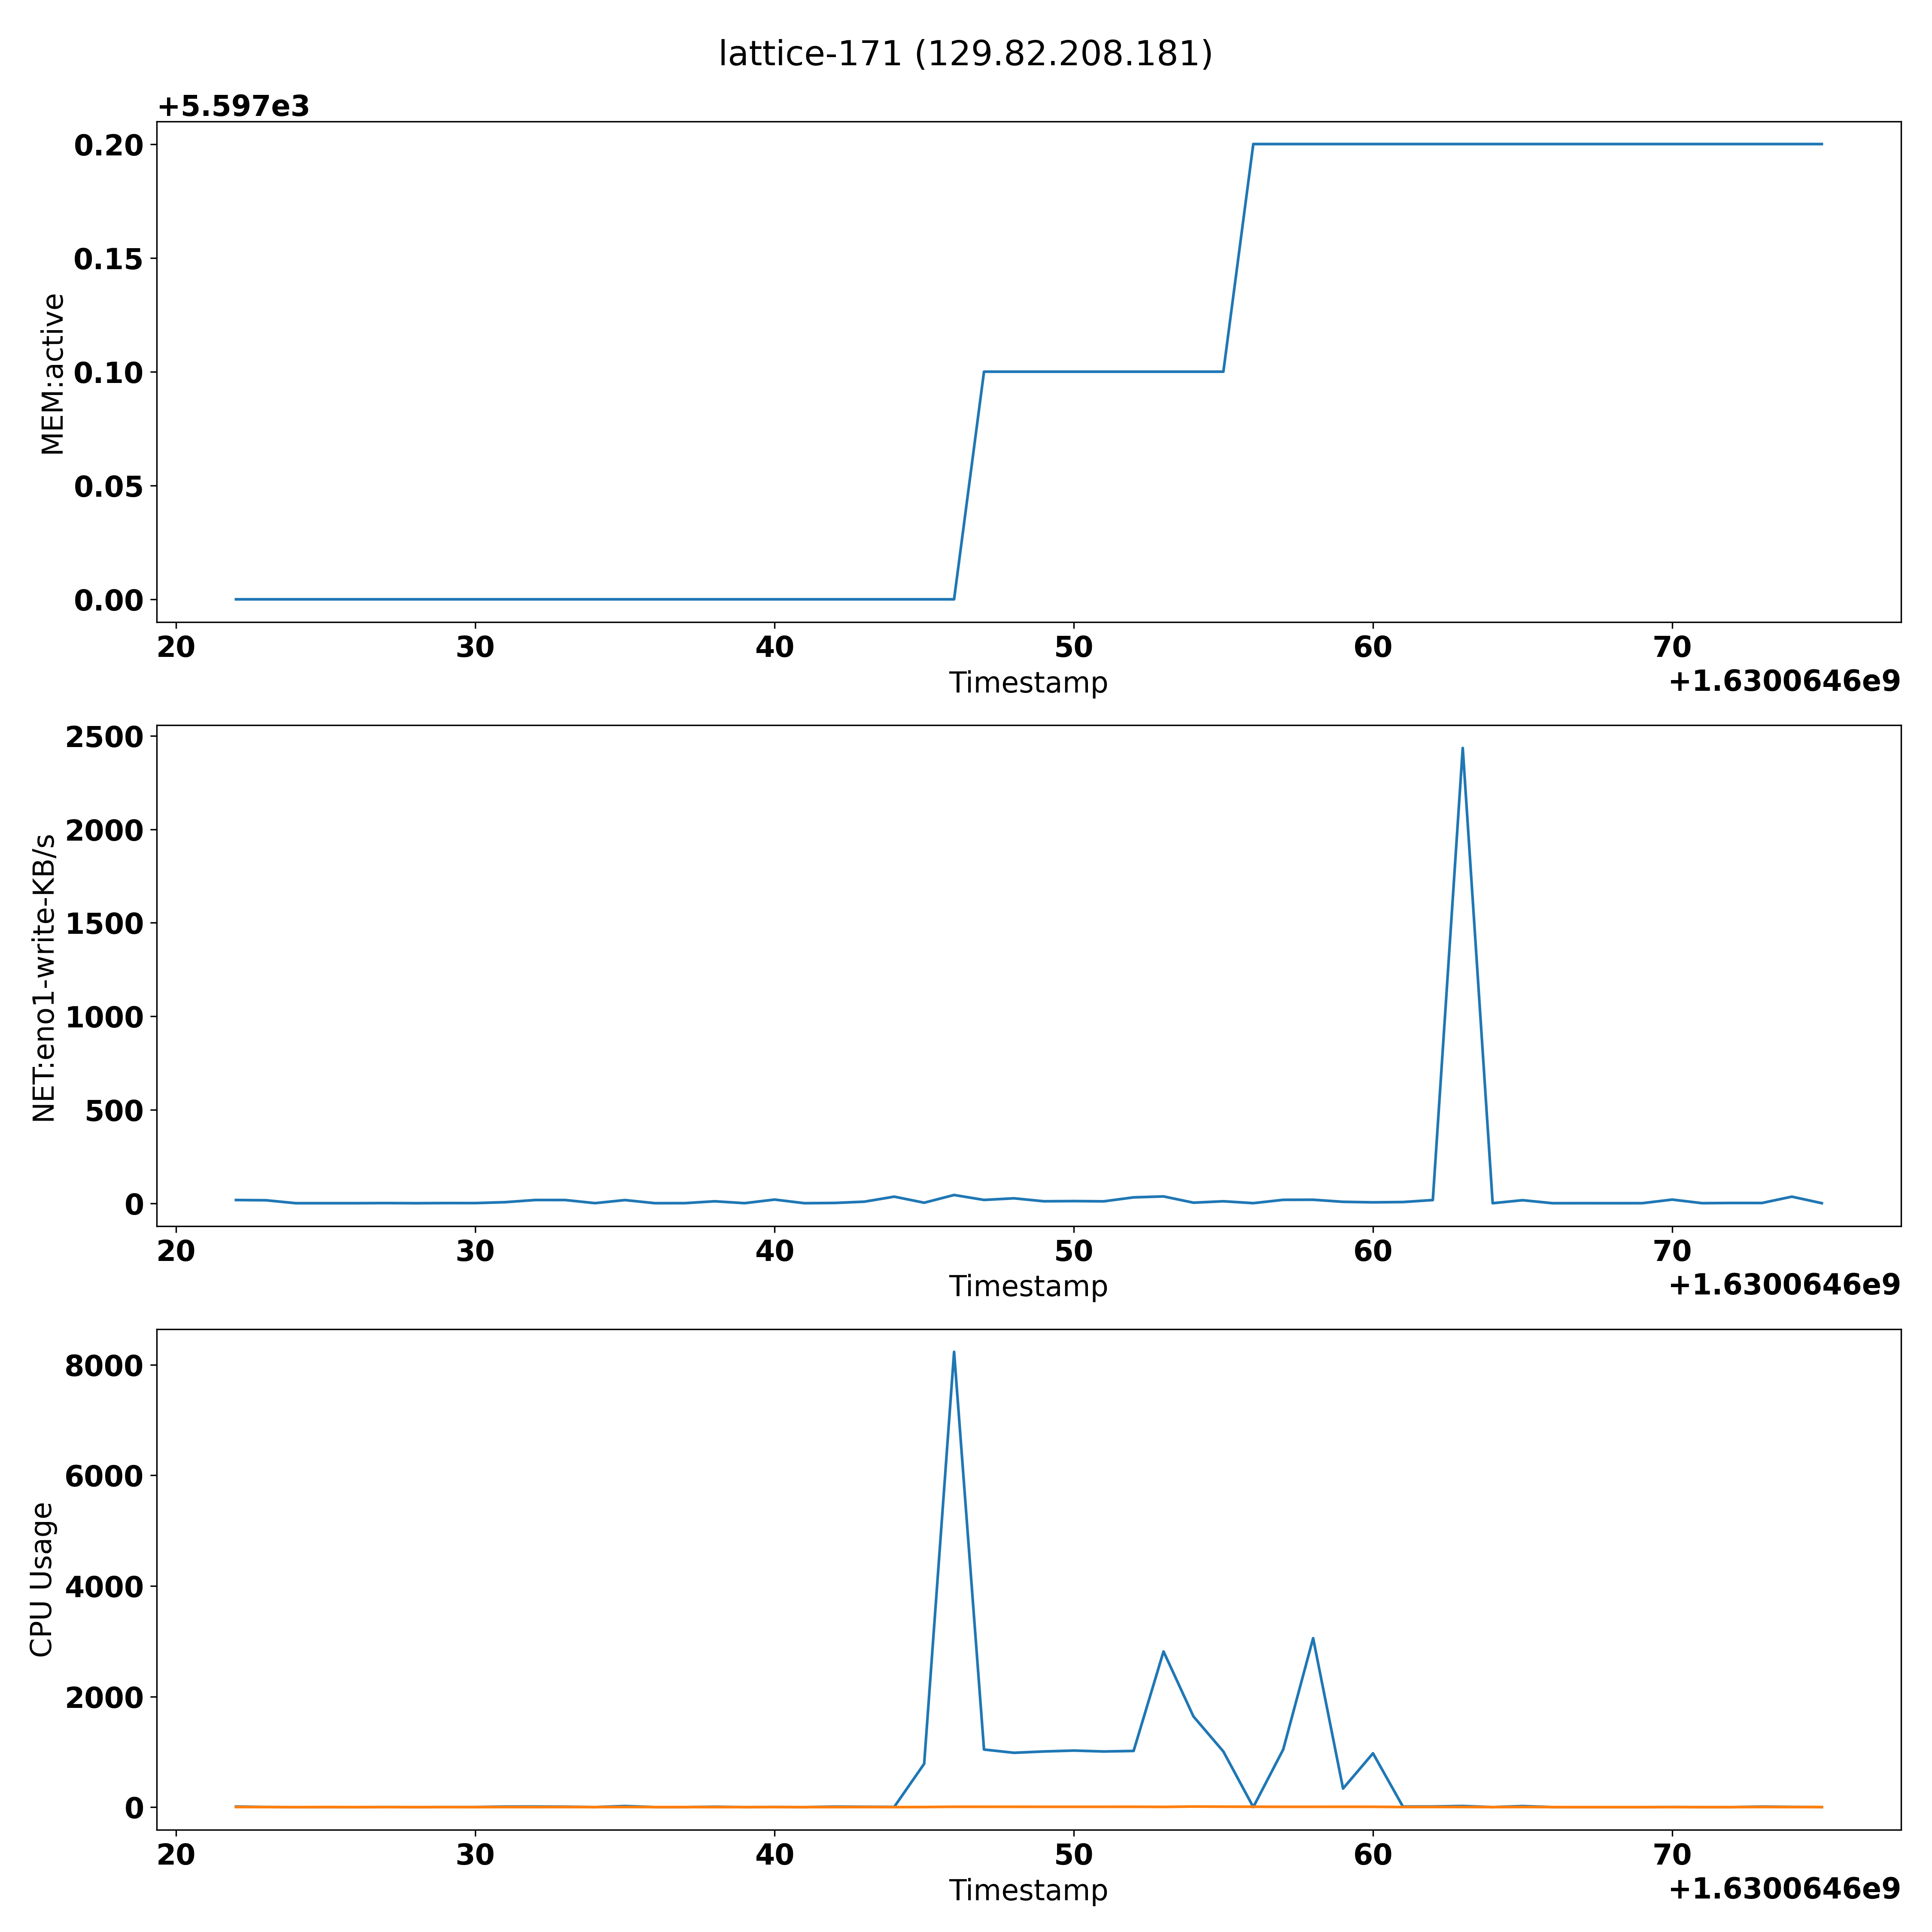 lattice-171 (129.82.208.181)
+5.597e3
0.20
0.15
0.10
0.05
0.00
MEM:active
20 30 40 50 60 70
Timestamp
+1.6300646e9
2500
2000
1500
1000
500
0
NET:eno1-write-KB/s
20 30 40 50 60 70
Timestamp
+1.6300646e9
8000
6000
4000
2000
0
CPU Usage
20 30 40 50 60 70
Timestamp
+1.6300646e9